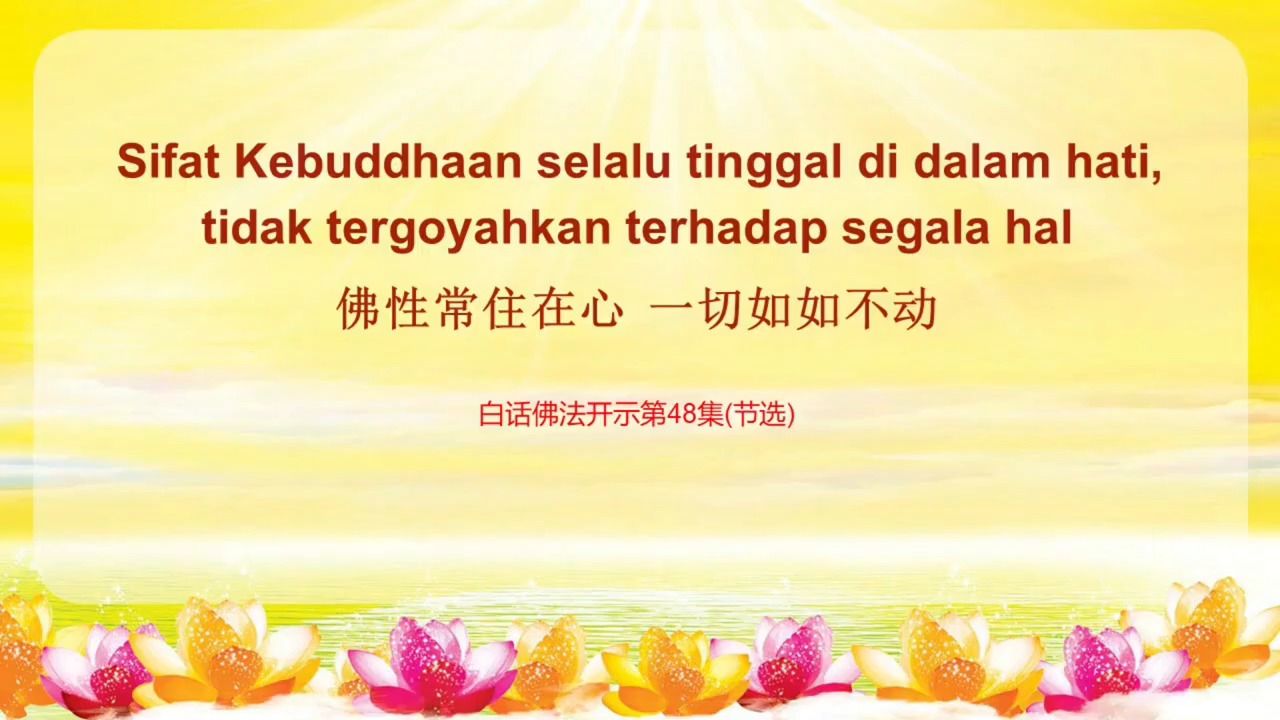 Sifat Kebuddhaan selalu tinggal di dalam hati,
tidak tergoyahkan terhadap segala hal
佛性常住在心 一切如如不动
白话佛法开示第48集(节选)